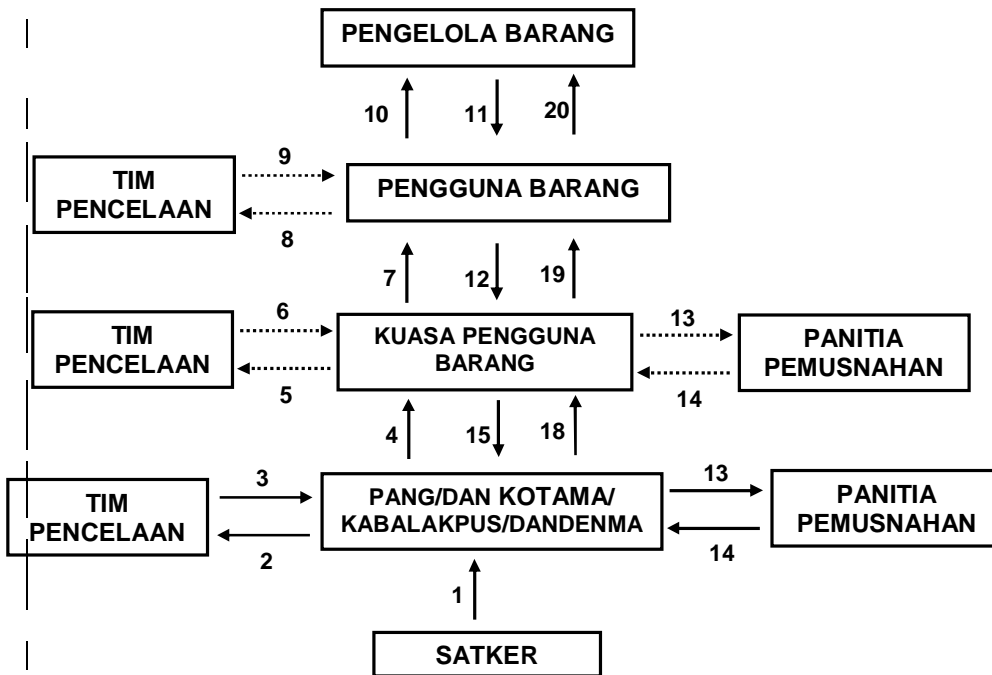 PENGELOLA BARANG
10
11
20
9
TIM
PENCELAAN
PENGGUNA BARANG
8
7
12
19
6
13
TIM
PENCELAAN
KUASA PENGGUNA
BARANG
PANITIA
PEMUSNAHAN
5
14
4
15
18
3
13
TIM
PENCELAAN
PANG/DAN KOTAMA/
KABALAKPUS/DANDENMA
PANITIA
PEMUSNAHAN
2
14
1
SATKER